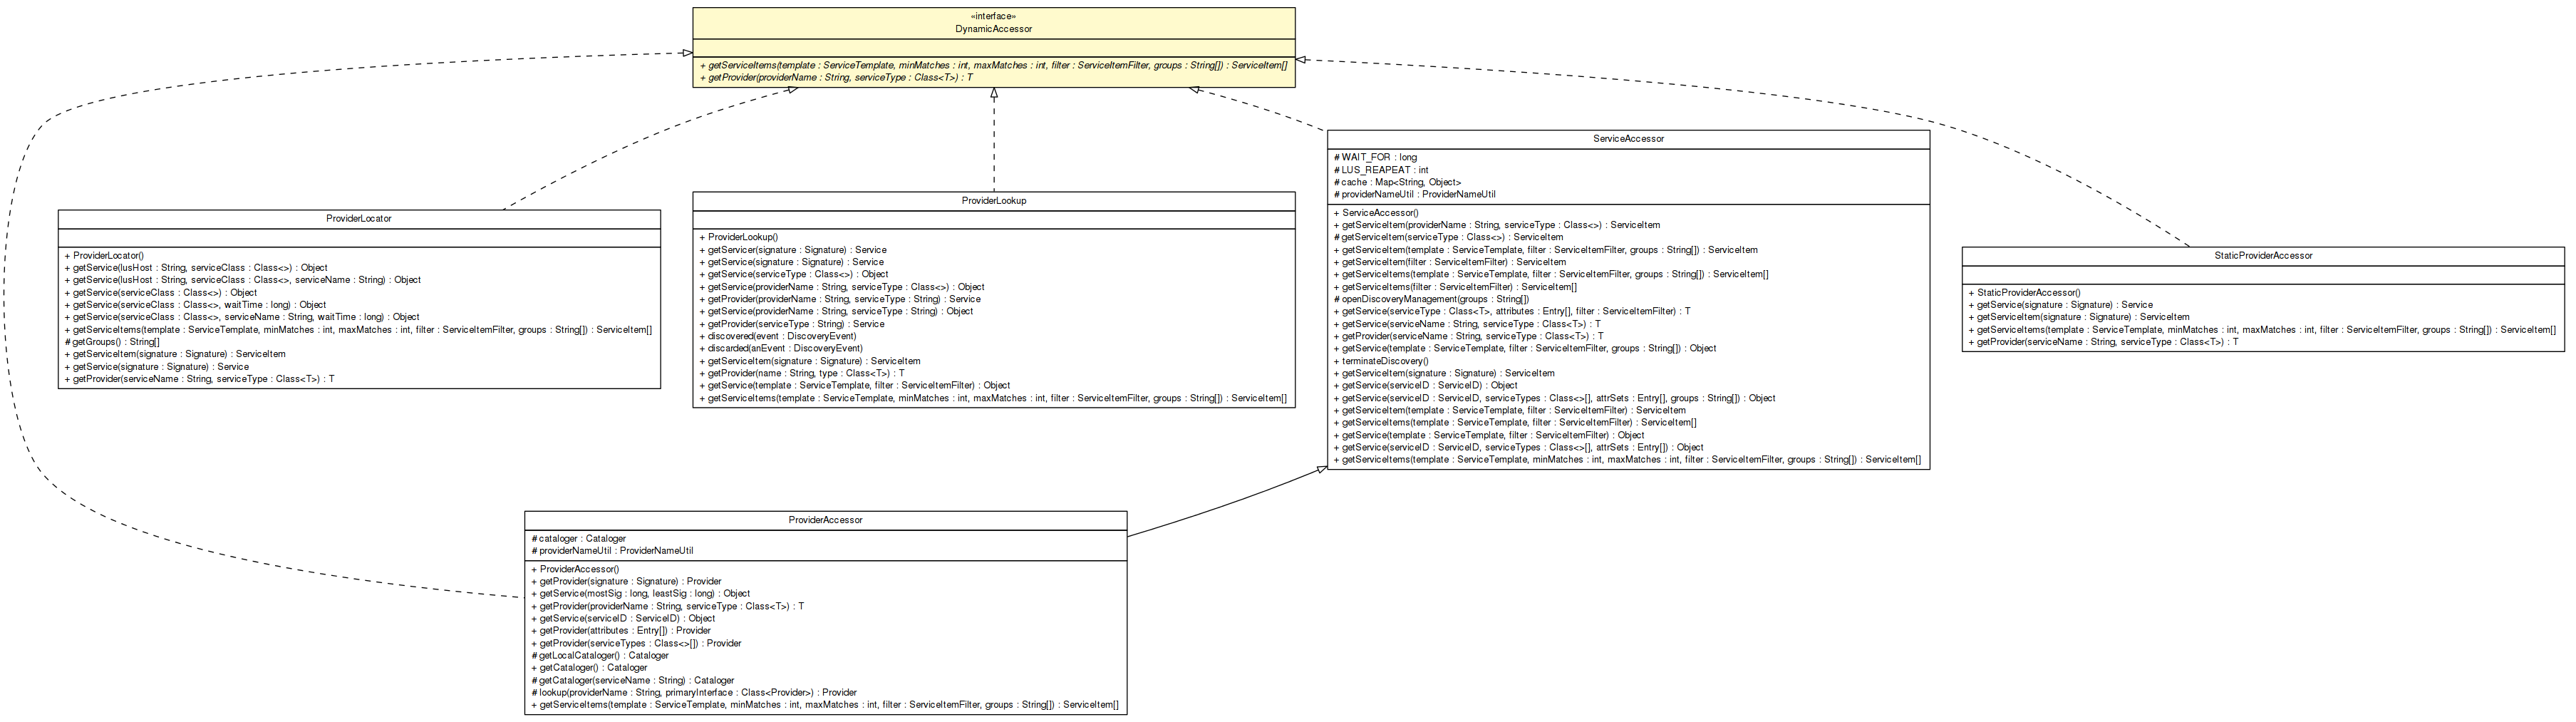 «interface»
DynamicAccessor
+ getServiceItems(template : ServiceTemplate, minMatches : int, maxMatches : int, filter : ServiceItemFilter, groups : String[]) : ServiceItem[]
+ getProvider(providerName : String, serviceType : Class<T>) : T
ProviderLocator
+ ProviderLocator()
+ getService(lusHost : String, serviceClass : Class<>) : Object
+ getService(lusHost : String, serviceClass : Class<>, serviceName : String) : Object
+ getService(serviceClass : Class<>) : Object
+ getService(serviceClass : Class<>, waitTime : long) : Object
+ getService(serviceClass : Class<>, serviceName : String, waitTime : long) : Object
+ getServiceItems(template : ServiceTemplate, minMatches : int, maxMatches : int, filter : ServiceItemFilter, groups : String[]) : ServiceItem[]
# getGroups() : String[]
+ getServiceItem(signature : Signature) : ServiceItem
+ getService(signature : Signature) : Service
+ getProvider(serviceName : String, serviceType : Class<T>) : T
ProviderLookup
+ ProviderLookup()
+ getServicer(signature : Signature) : Service
+ getService(signature : Signature) : Service
+ getService(serviceType : Class<>) : Object
+ getService(providerName : String, serviceType : Class<>) : Object
+ getProvider(providerName : String, serviceType : String) : Service
+ getService(providerName : String, serviceType : String) : Object
+ getProvider(serviceType : String) : Service
+ discovered(event : DiscoveryEvent)
+ discarded(anEvent : DiscoveryEvent)
+ getServiceItem(signature : Signature) : ServiceItem
+ getProvider(name : String, type : Class<T>) : T
+ getService(template : ServiceTemplate, filter : ServiceItemFilter) : Object
+ getServiceItems(template : ServiceTemplate, minMatches : int, maxMatches : int, filter : ServiceItemFilter, groups : String[]) : ServiceItem[]
ServiceAccessor
# WAIT_FOR : long
# LUS_REAPEAT : int
# cache : Map<String, Object>
# providerNameUtil : ProviderNameUtil
+ ServiceAccessor()
+ getServiceItem(providerName : String, serviceType : Class<>) : ServiceItem
# getServiceItem(serviceType : Class<>) : ServiceItem
+ getServiceItem(template : ServiceTemplate, filter : ServiceItemFilter, groups : String[]) : ServiceItem
+ getServiceItem(filter : ServiceItemFilter) : ServiceItem
+ getServiceItems(template : ServiceTemplate, filter : ServiceItemFilter, groups : String[]) : ServiceItem[]
+ getServiceItems(filter : ServiceItemFilter) : ServiceItem[]
# openDiscoveryManagement(groups : String[])
+ getService(serviceType : Class<T>, attributes : Entry[], filter : ServiceItemFilter) : T
+ getService(serviceName : String, serviceType : Class<T>) : T
+ getProvider(serviceName : String, serviceType : Class<T>) : T
+ getService(template : ServiceTemplate, filter : ServiceItemFilter, groups : String[]) : Object
+ terminateDiscovery()
+ getServiceItem(signature : Signature) : ServiceItem
+ getService(serviceID : ServiceID) : Object
+ getService(serviceID : ServiceID, serviceTypes : Class<>[], attrSets : Entry[], groups : String[]) : Object
+ getServiceItem(template : ServiceTemplate, filter : ServiceItemFilter) : ServiceItem
+ getServiceItems(template : ServiceTemplate, filter : ServiceItemFilter) : ServiceItem[]
+ getService(template : ServiceTemplate, filter : ServiceItemFilter) : Object
+ getService(serviceID : ServiceID, serviceTypes : Class<>[], attrSets : Entry[]) : Object
+ getServiceItems(template : ServiceTemplate, minMatches : int, maxMatches : int, filter : ServiceItemFilter, groups : String[]) : ServiceItem[]
StaticProviderAccessor
+ StaticProviderAccessor()
+ getService(signature : Signature) : Service
+ getServiceItem(signature : Signature) : ServiceItem
+ getServiceItems(template : ServiceTemplate, minMatches : int, maxMatches : int, filter : ServiceItemFilter, groups : String[]) : ServiceItem[]
+ getProvider(serviceName : String, serviceType : Class<T>) : T
ProviderAccessor
# cataloger : Cataloger
# providerNameUtil : ProviderNameUtil
+ ProviderAccessor()
+ getProvider(signature : Signature) : Provider
+ getService(mostSig : long, leastSig : long) : Object
+ getProvider(providerName : String, serviceType : Class<T>) : T
+ getService(serviceID : ServiceID) : Object
+ getProvider(attributes : Entry[]) : Provider
+ getProvider(serviceTypes : Class<>[]) : Provider
# getLocalCataloger() : Cataloger
+ getCataloger() : Cataloger
# getCataloger(serviceName : String) : Cataloger
# lookup(providerName : String, primaryInterface : Class<Provider>) : Provider
+ getServiceItems(template : ServiceTemplate, minMatches : int, maxMatches : int, filter : ServiceItemFilter, groups : String[]) : ServiceItem[]